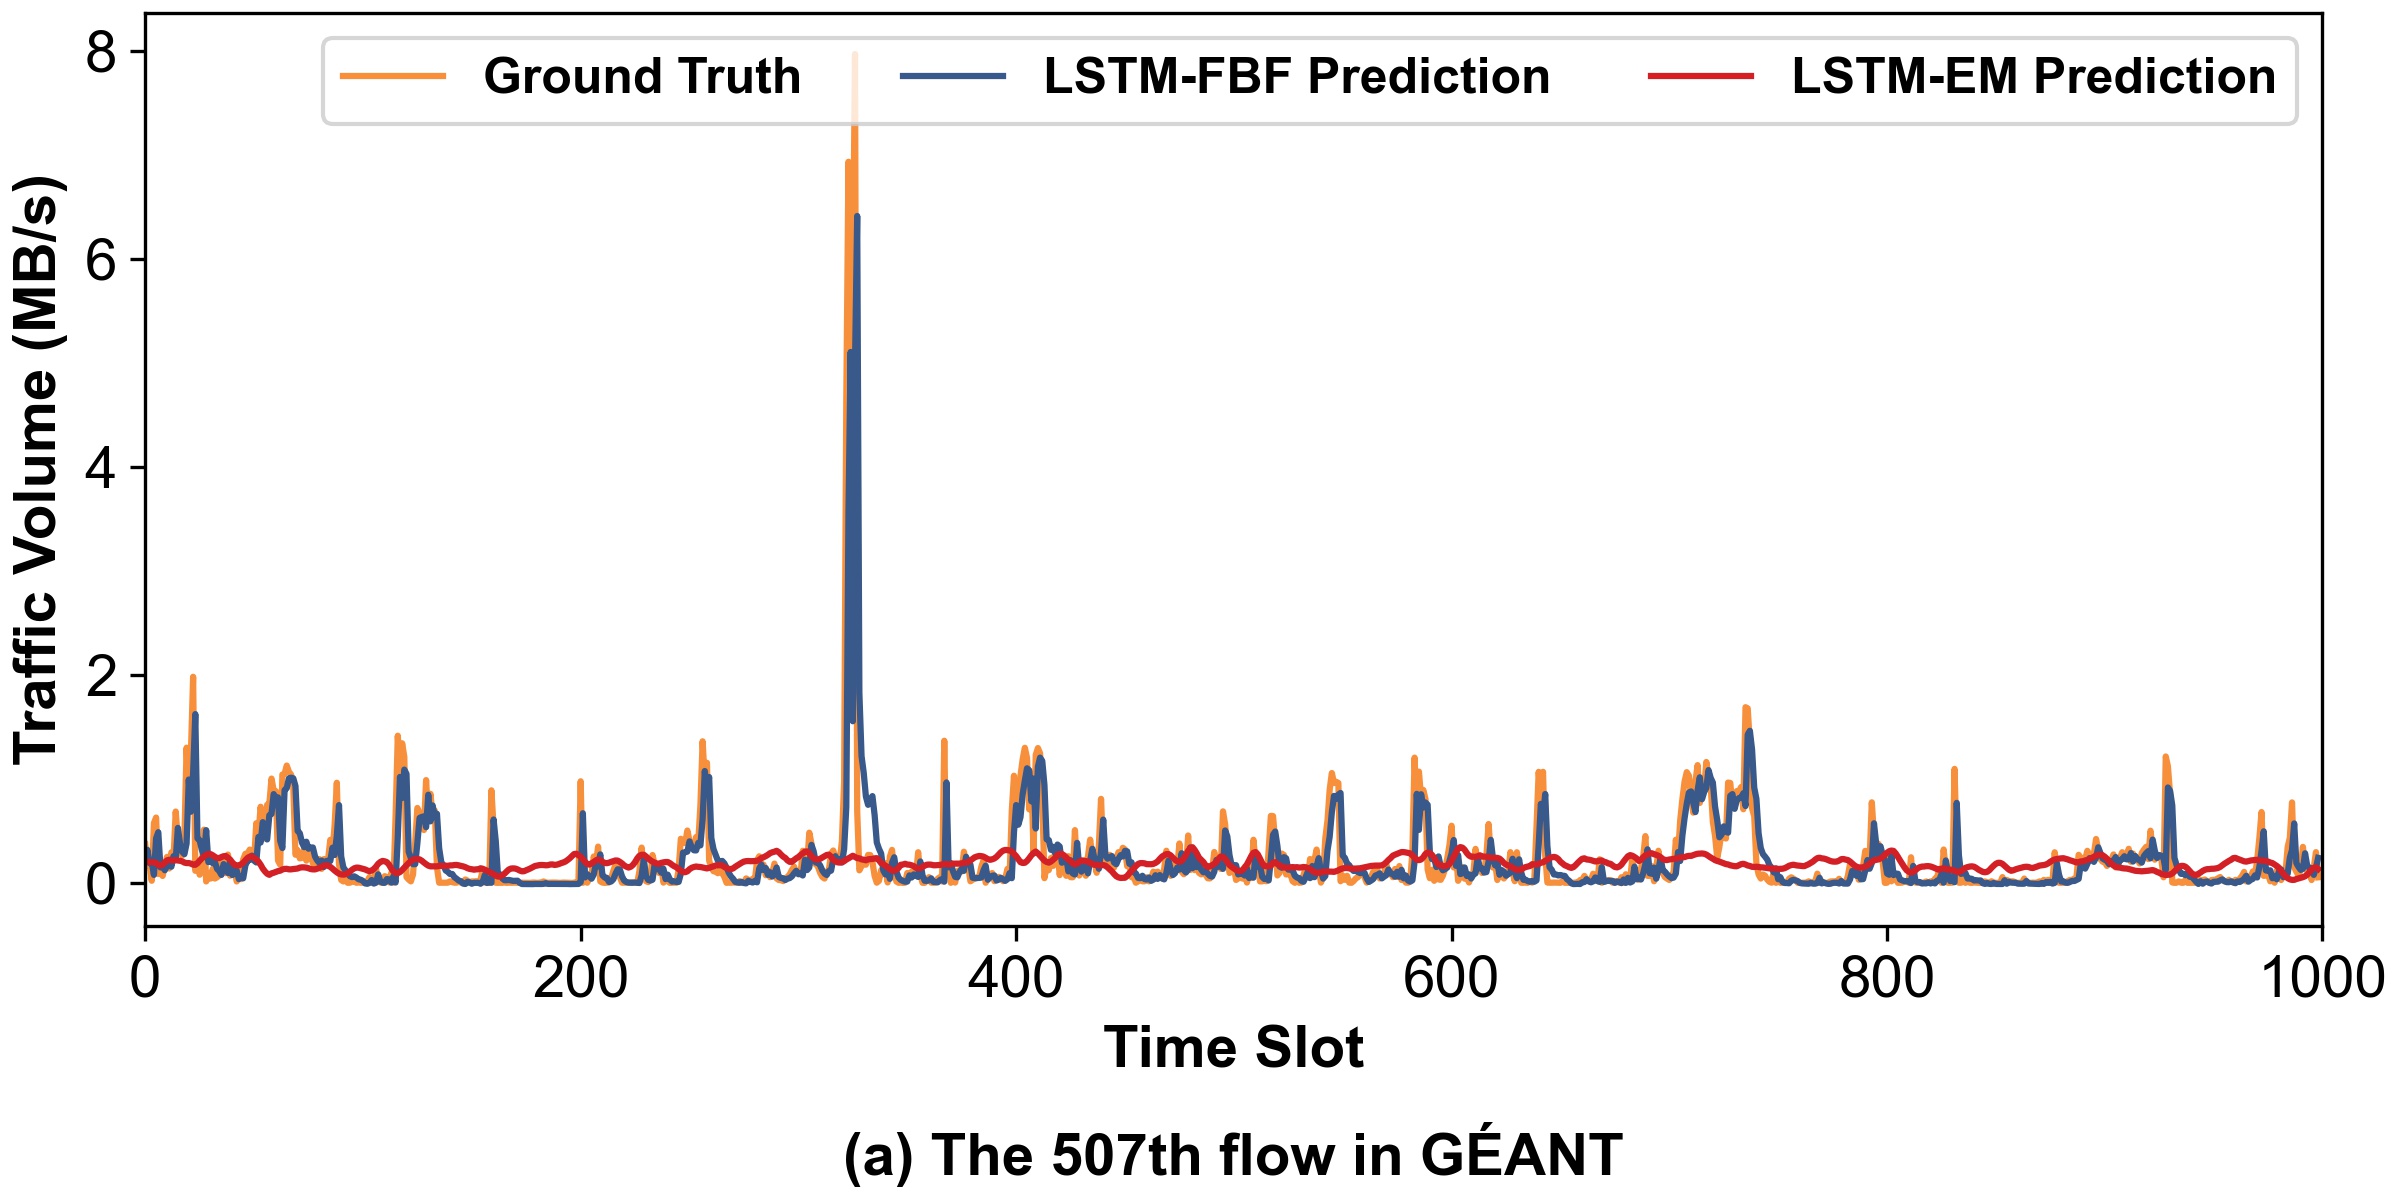 Ground Truth LSTM-FBF Prediction LSTM-EM Prediction
8
6
4
2
0
Traffic Volume (MB/s)
0 200 400 600 800 1000
Time Slot
(a) The 507th flow in GÉANT